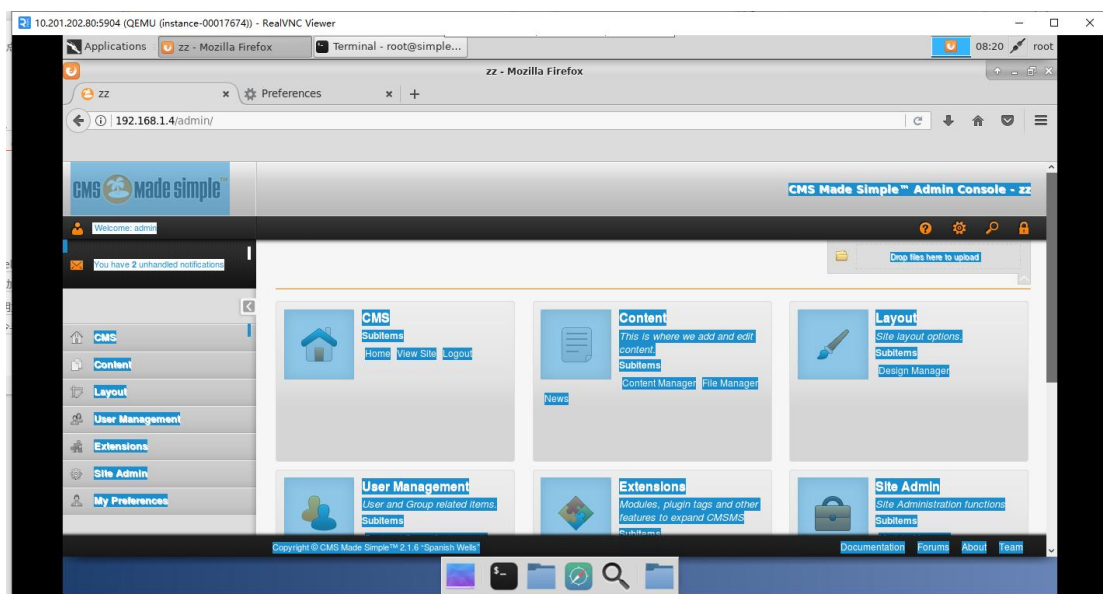 10.201.202.80:5904 (QEMU (instance-00017674)) - RealVNC Viewer
Applications zz - Mozilla Firefox Terminal - root@simple... 08:20 root
zz - Mozilla Firefox
zz Preferences
192.168.1.4/admin/
CMS Made simple™ CMS Made Simple™ Admin Console - zz
Welcome: admin
You have 2 unhandled notifications Drop files here to upload
CMS
Content
Layout
User Management
Extensions
Site Admin
My Preferences
CMS
Subitems
Home View Site Logout
Content
This is where we add and edit
content.
Subitems
Content Manager File Manager
News
Layout
Site layout options.
Subitems
Design Manager
User Management
User and Group related items.
Subitems
Extensions
Modules, plugin tags and other
features to expand CMSMS
Subitems
Site Admin
Site Administration functions
Subitems
Copyright © CMS Made Simple™ 2.1.6 "Spanish Wells" Documentation Forums About Team